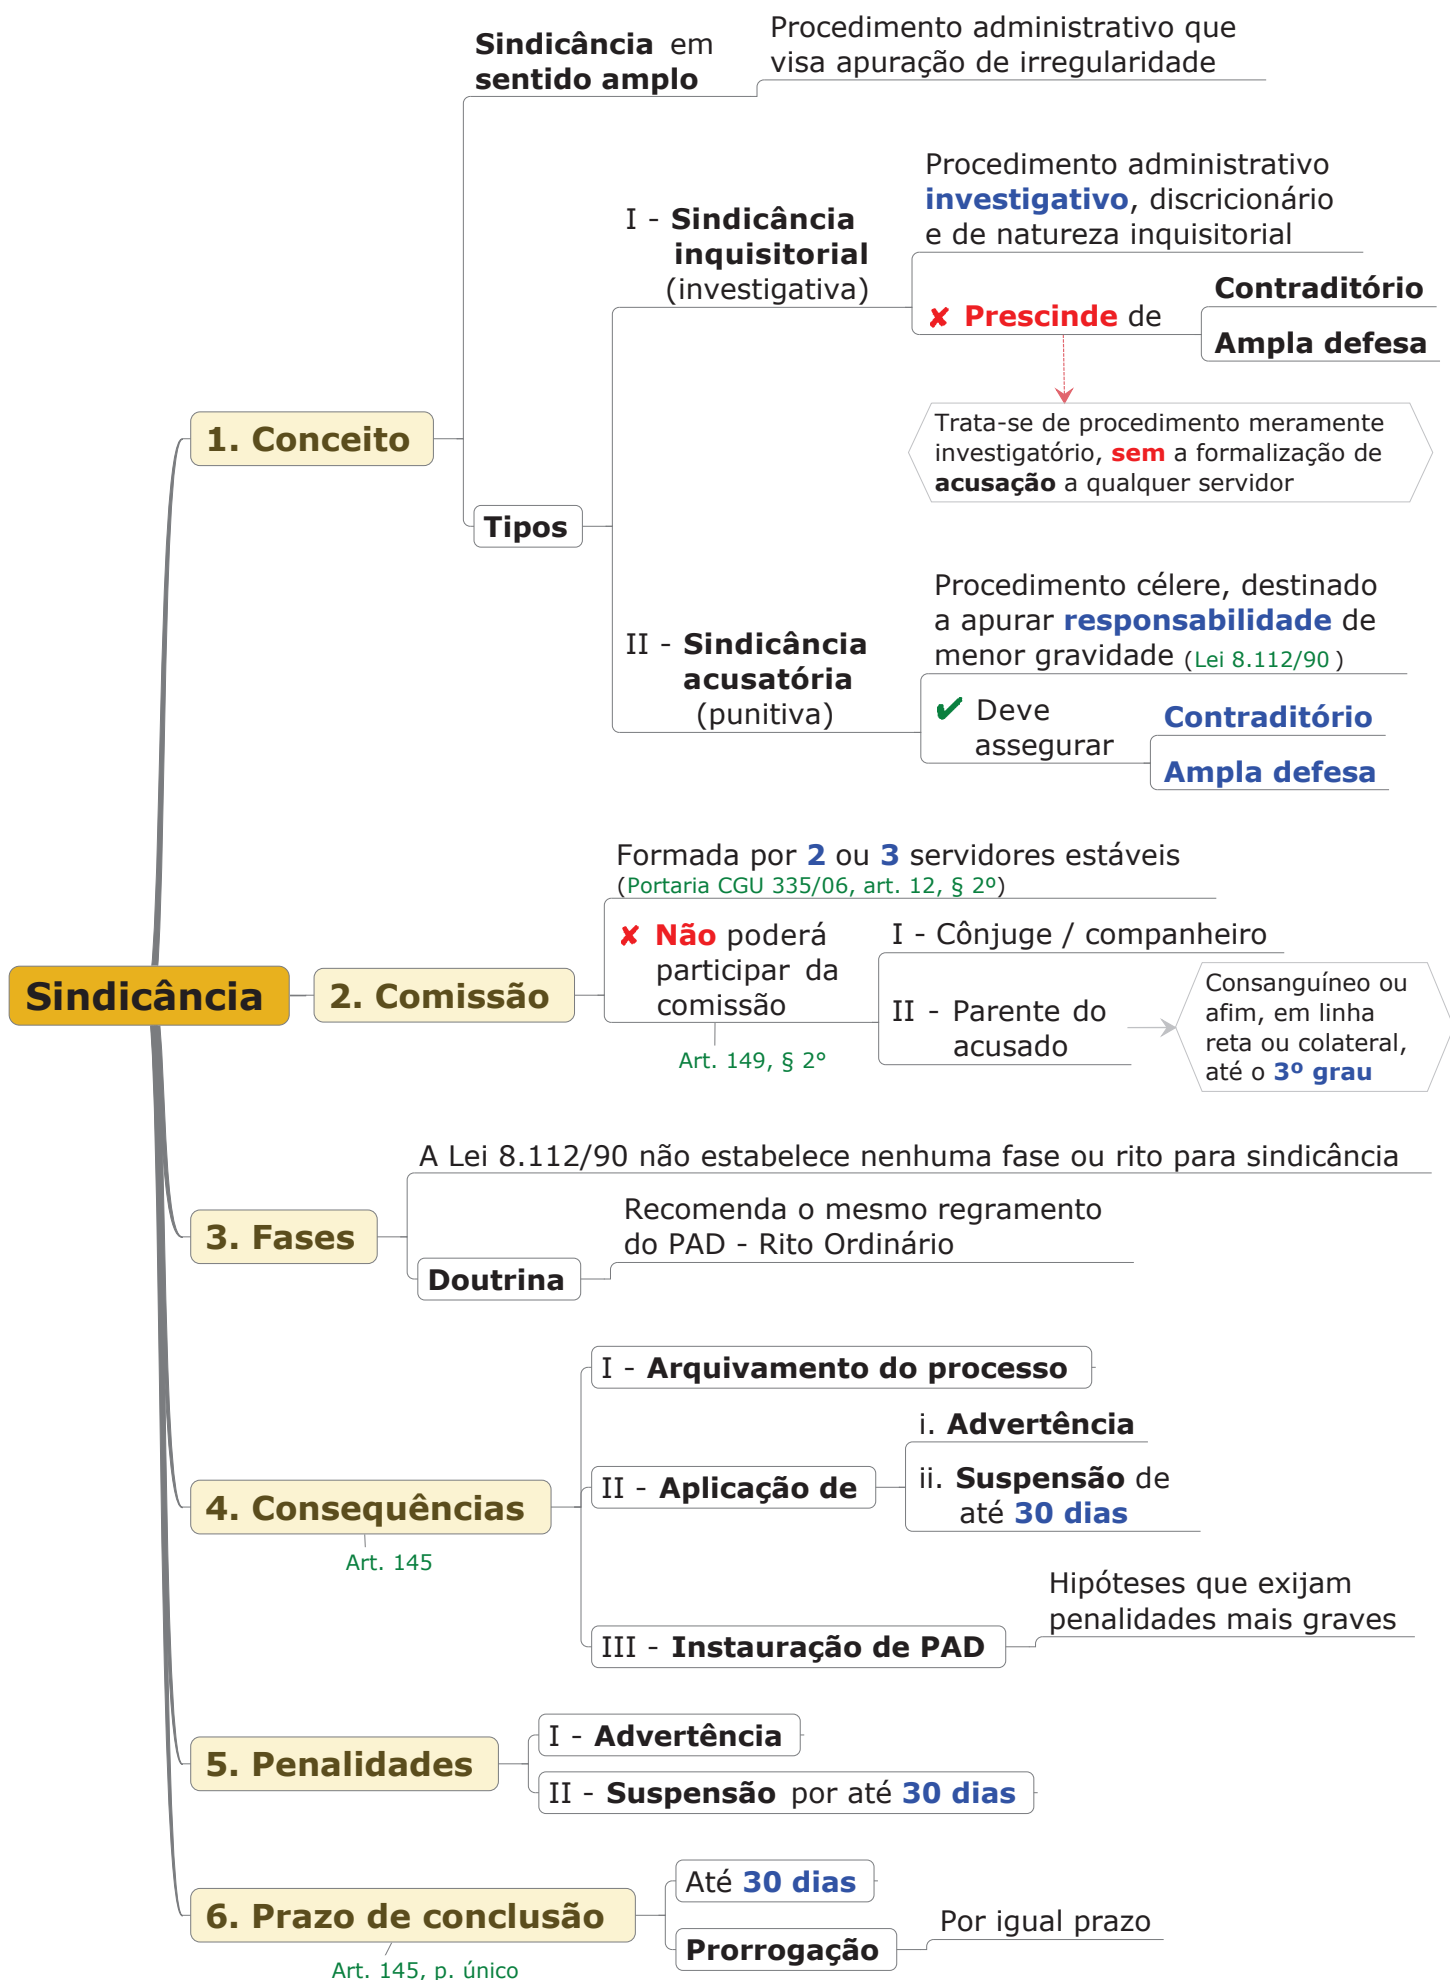 Sindicância
1. Conceito
Sindicância em
sentido amplo
Procedimento administrativo que
visa apuração de irregularidade
Tipos
I - Sindicância
inquisitorial
(investigativa)
Procedimento administrativo
investigativo, discricionário
e de natureza inquisitorial
✘ Prescinde de
Contraditório
Ampla defesa
Trata-se de procedimento meramente
investigatório, sem a formalização de
acusação a qualquer servidor
II - Sindicância
acusatória
(punitiva)
Procedimento célere, destinado
a apurar responsabilidade de
menor gravidade (Lei 8.112/90 )
✔ Deve
assegurar
Contraditório
Ampla defesa
2. Comissão
Formada por 2 ou 3 servidores estáveis
(Portaria CGU 335/06, art. 12, § 2º)
✘ Não poderá
participar da
comissão
Art. 149, § 2°
I - Cônjuge / companheiro
II - Parente do
acusado
Consanguíneo ou
afim, em linha
reta ou colateral,
até o 3º grau
3. Fases
A Lei 8.112/90 não estabelece nenhuma fase ou rito para sindicância
Doutrina
Recomenda o mesmo regramento
do PAD - Rito Ordinário
4. Consequências
Art. 145
I - Arquivamento do processo
II - Aplicação de
i. Advertência
ii. Suspensão de
até 30 dias
III - Instauração de PAD
Hipóteses que exijam
penalidades mais graves
5. Penalidades
I - Advertência
II - Suspensão por até 30 dias
6. Prazo de conclusão
Art. 145, p. único
Até 30 dias
Prorrogação
Por igual prazo